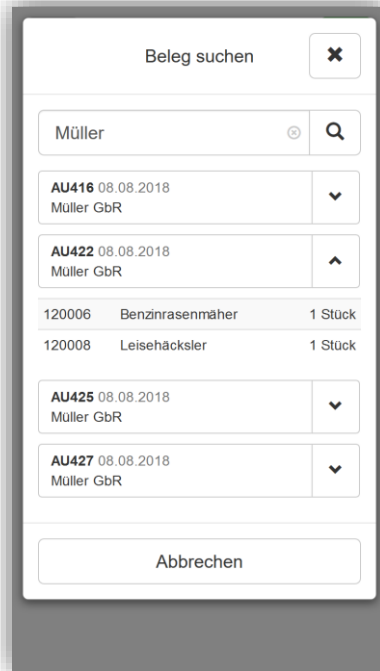 Beleg suchen
Müller
AU416 08.08.2018
Müller GbR
AU422 08.08.2018
Müller GbR
120006 Benzinrasenmäher 1 Stück
120008 Leisehäcksler 1 Stück
AU425 08.08.2018
Müller GbR
AU427 08.08.2018
Müller GbR
Abbrechen